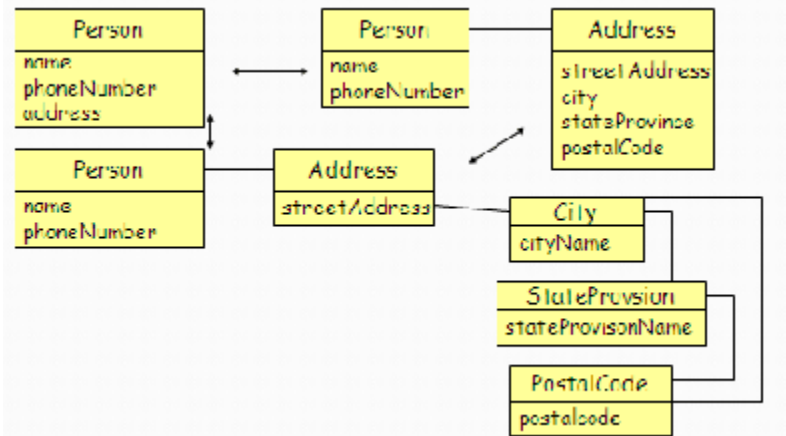 Person
name
phoneNumber
address
Person
name
phoneNumber
Address
streetAddress
city
stateProvince
postalCode
Person
name
phoneNumber
Address
streetAddress
City
cityName
StateProvsion
stateProvisonName
PostalCode
postalcode